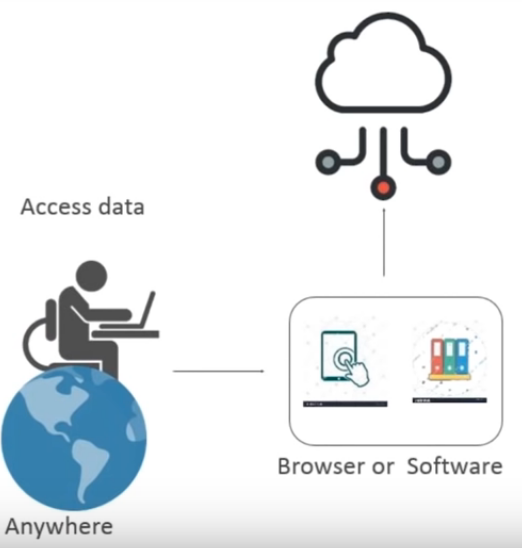 Access data
Browser or Software
Anywhere